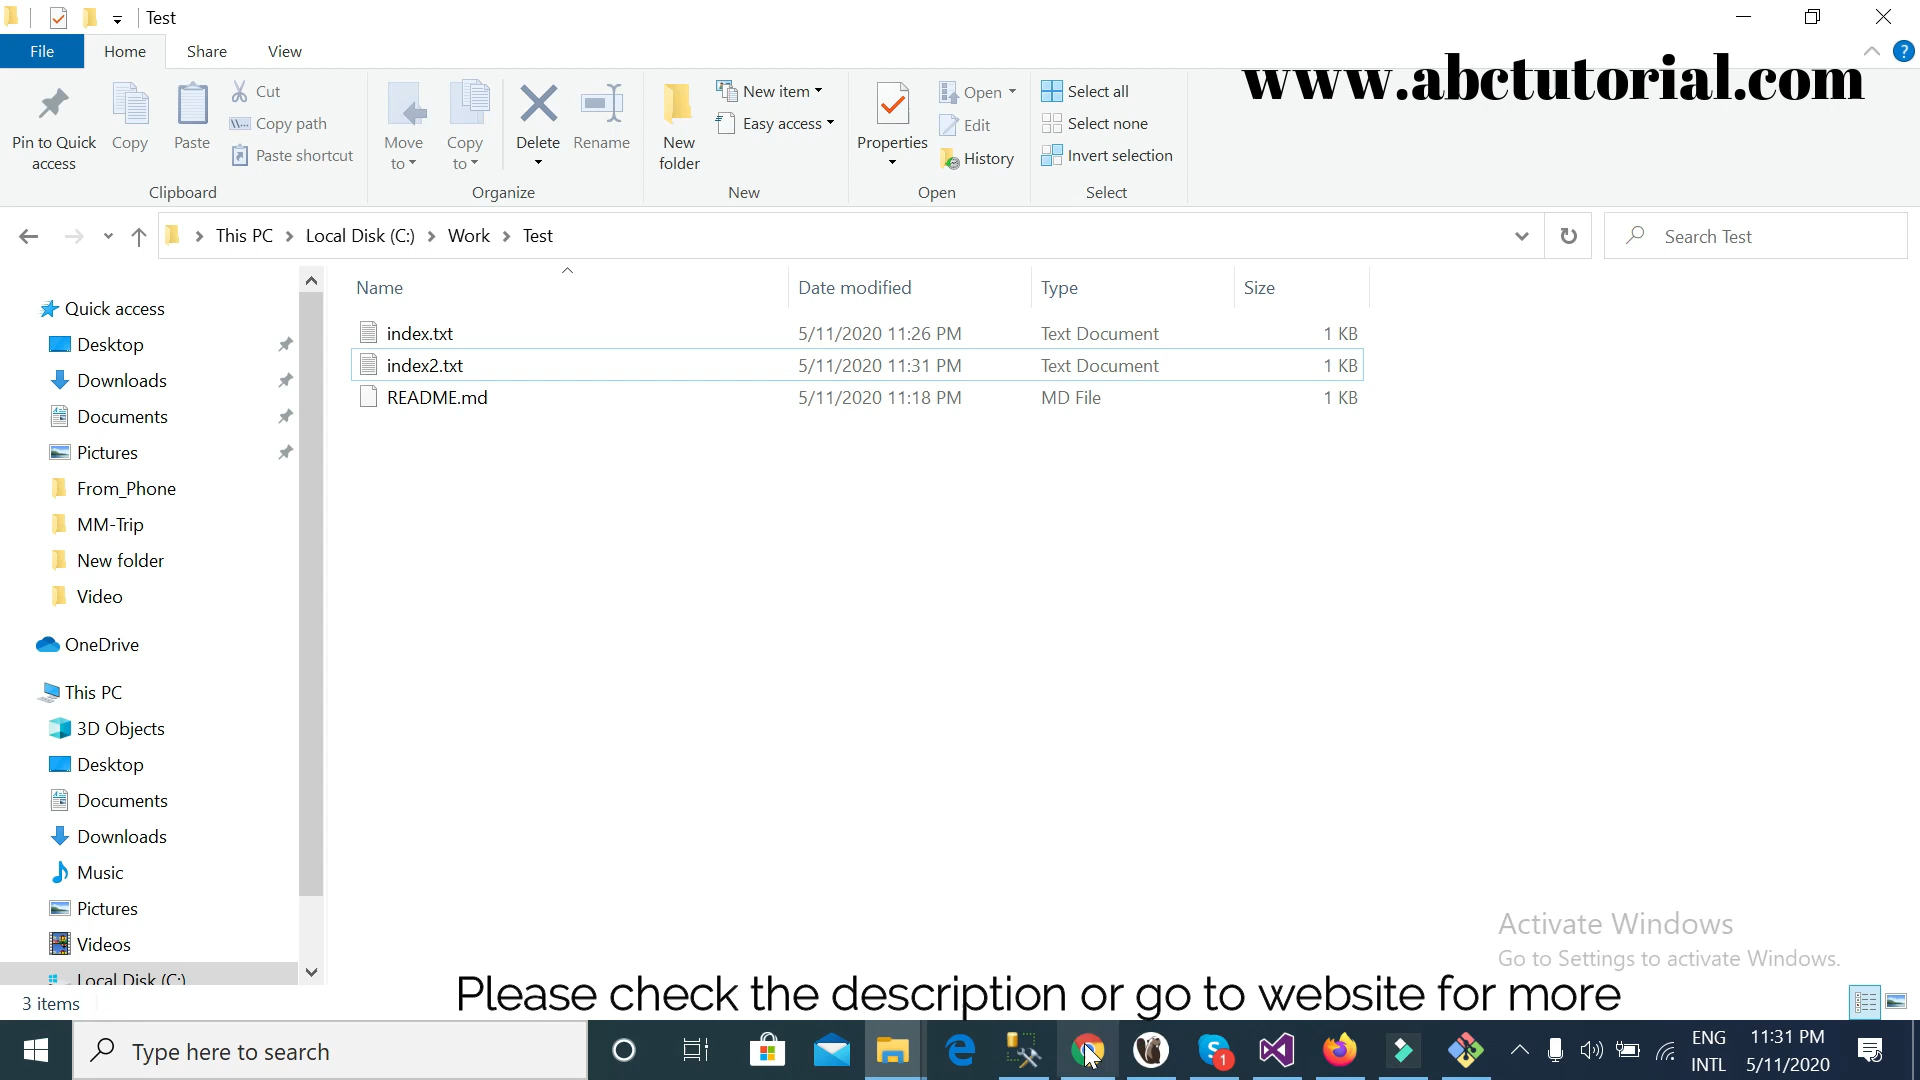 Test
File Home Share View
www.abctutorial.com
Pin to Quick access
Copy
Paste
Cut
Copy path
Paste shortcut
Clipboard
Move to
Copy to
Delete
Rename
Organize
New folder
New item
Easy access
New
Properties
Open
Edit
History
Open
Select all
Select none
Invert selection
Select
This PC Local Disk (C:) Work Test
Search Test
Name Date modified Type Size
index.txt 5/11/2020 11:26 PM Text Document 1 KB
index2.txt 5/11/2020 11:31 PM Text Document 1 KB
README.md 5/11/2020 11:18 PM MD File 1 KB
Quick access
Desktop
Downloads
Documents
Pictures
From_Phone
MM-Trip
New folder
Video
OneDrive
This PC
3D Objects
Desktop
Documents
Downloads
Music
Pictures
Videos
Local Disk (C:)
Activate Windows
Go to Settings to activate Windows.
3 items
Please check the description or go to website for more
Type here to search
1
ENG
INTL
11:31 PM
5/11/2020